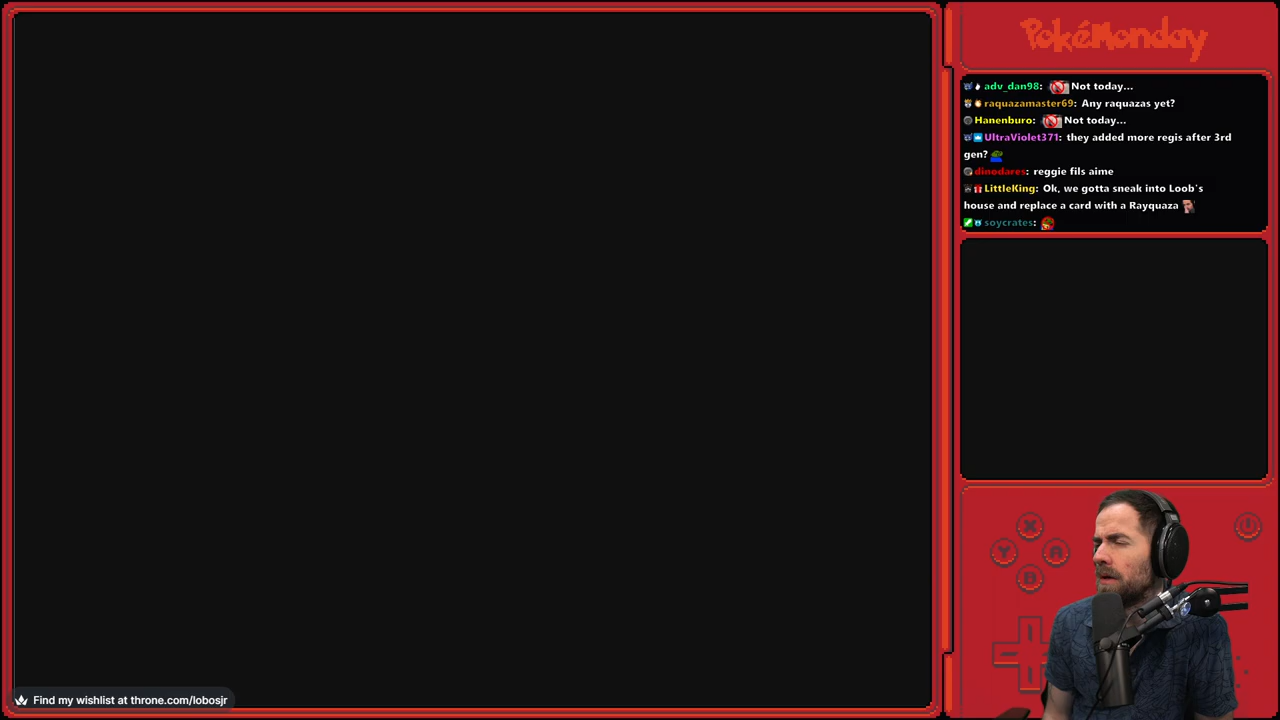 PokéMonday
adv_dan98: Not today...
raquazamaster69: Any raquazas yet?
Hanenburo: Not today...
UltraViolet371: they added more regis after 3rd
gen?
dinodares: reggie fils aime
LittleKing: Ok, we gotta sneak into Loob's
house and replace a card with a Rayquaza
soycrates:
X
Y A
B
Find my wishlist at throne.com/lobosjr